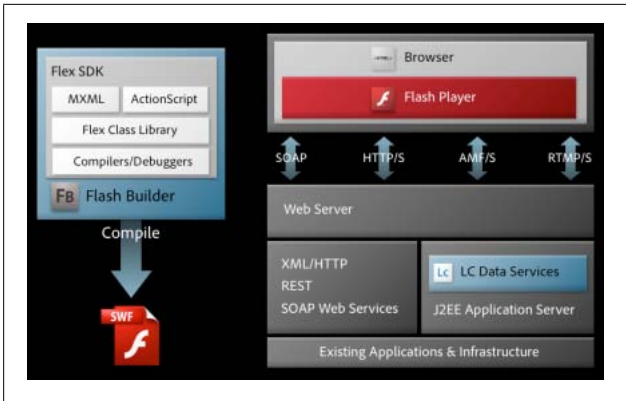 Flex SDK
MXML
ActionScript
Flex Class Library
Compilers/Debuggers
FB Flash Builder
Compile
SWF
Browser
Flash Player
SOAP
HTTP/S
AMF/S
RTMP/S
Web Server
XML/HTTP
REST
SOAP Web Services
Lc LC Data Services
J2EE Application Server
Existing Applications & Infrastructure